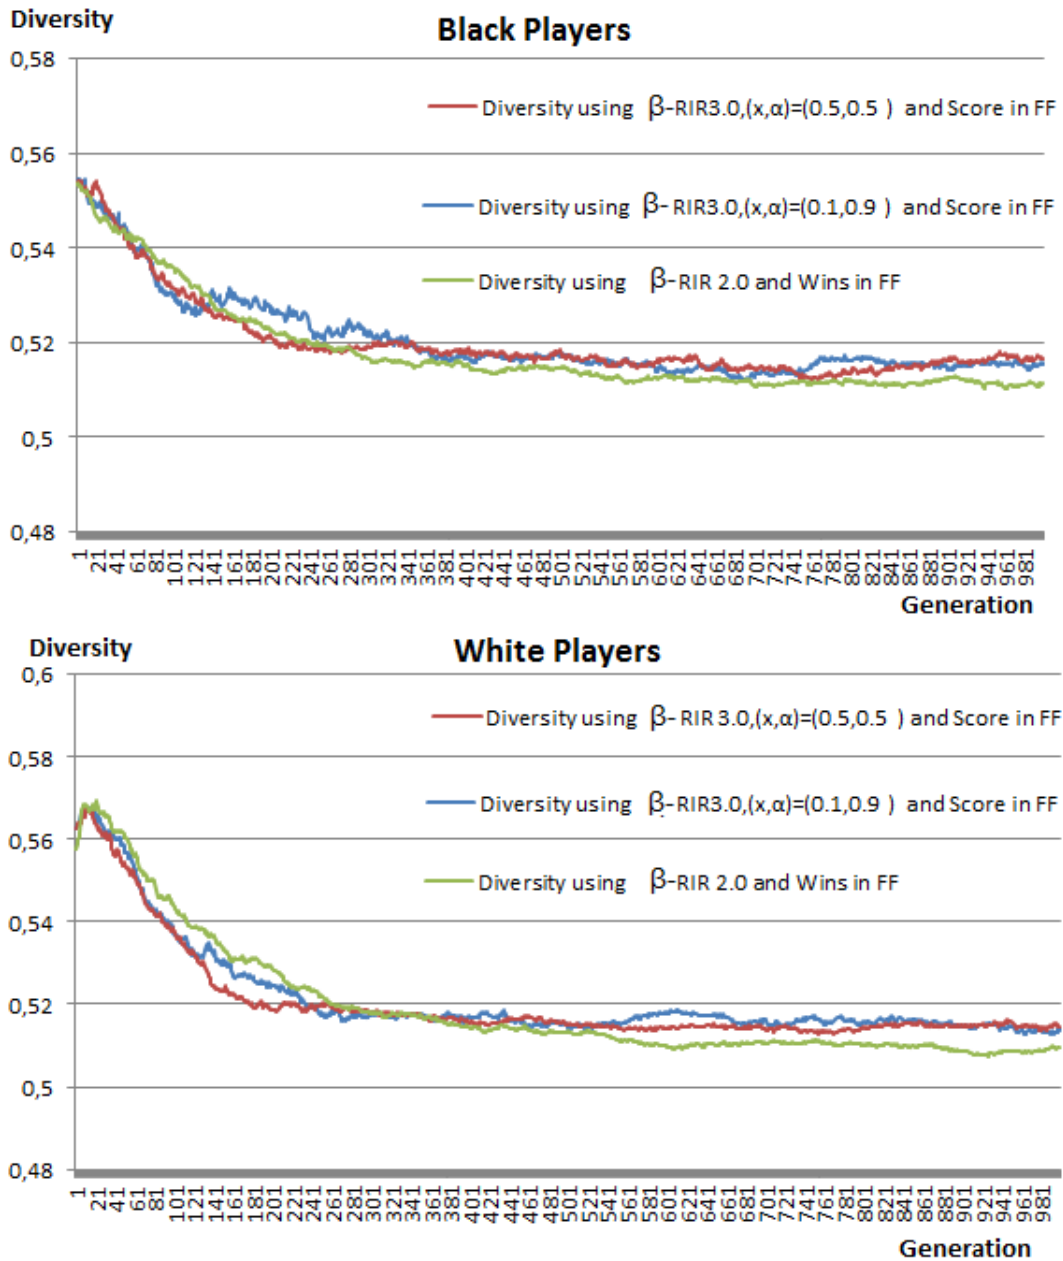 Diversity
Black Players
0,58
Diversity using β-RIR3.0,(x,α)=(0.5,0.5 ) and Score in FF
0,56
Diversity using β- RIR3.0,(x,α)=(0.1,0.9 ) and Score in FF
0,54
Diversity using β-RIR 2.0 and Wins in FF
0,52
0,5
0,48
1 21 41 61 81 101 121 141 161 181 201 221 241 261 281 301 321 341 361 381 401 421 441 461 481 501 521 541 561 581 601 621 641 661 681 701 721 741 761 781 801 821 841 861 881 901 921 941 961 981
Generation
Diversity
White Players
0,6
Diversity using β- RIR 3.0,(x,α)=(0.5,0.5 ) and Score in FF
0,58
Diversity using β-RIR3.0,(x,α)=(0.1,0.9 ) and Score in FF
0,56
Diversity using β-RIR 2.0 and Wins in FF
0,54
0,52
0,5
0,48
1 21 41 61 81 101 121 141 161 181 201 221 241 261 281 301 321 341 361 381 401 421 441 461 481 501 521 541 561 581 601 621 641 661 681 701 721 741 761 781 801 821 841 861 881 901 921 941 961 981
Generation